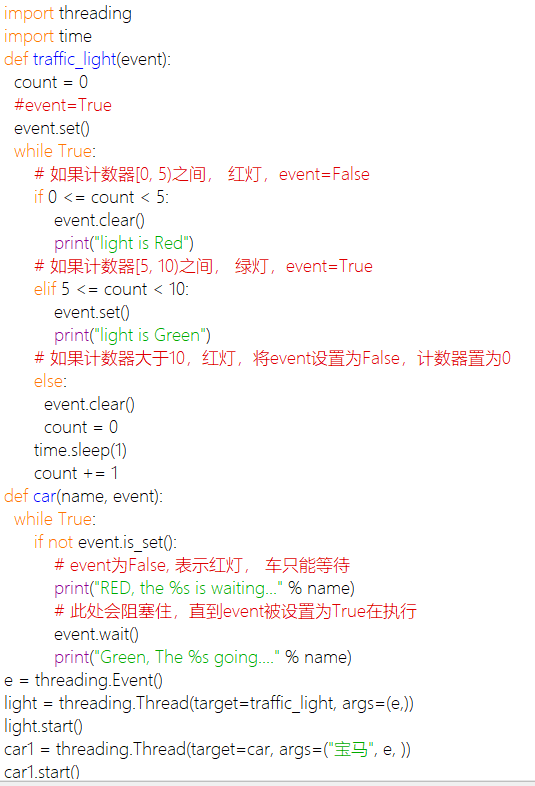 import threading
import time
def traffic_light(event):
  count = 0
  #event=True
  event.set()
  while True:
      # 如果计数器[0, 5)之间， 红灯，event=False
      if 0 <= count < 5:
          event.clear()
          print("light is Red")
      # 如果计数器[5, 10)之间， 绿灯，event=True
      elif 5 <= count < 10:
          event.set()
          print("light is Green")
      # 如果计数器大于10，红灯，将event设置为False，计数器置为0
      else:
        event.clear()
        count = 0
      time.sleep(1)
      count += 1
def car(name, event):
  while True:
      if not event.is_set():
          # event为False, 表示红灯， 车只能等待
          print("RED, the %s is waiting..." % name)
          # 此处会阻塞住，直到event被设置为True在执行
          event.wait()
          print("Green, The %s going...." % name)
e = threading.Event()
light = threading.Thread(target=traffic_light, args=(e,))
light.start()
car1 = threading.Thread(target=car, args=("宝马", e, ))
car1.start()